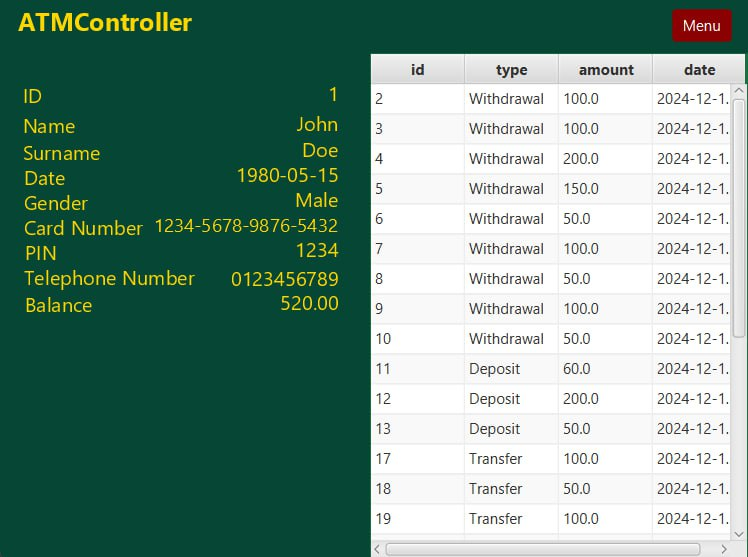 ATMController
Menu
ID 1
Name John
Surname Doe
Date 1980-05-15
Gender Male
Card Number 1234-5678-9876-5432
PIN 1234
Telephone Number 0123456789
Balance 520.00
id type amount date
2 Withdrawal 100.0 2024-12-1.
3 Withdrawal 100.0 2024-12-1.
4 Withdrawal 200.0 2024-12-1.
5 Withdrawal 150.0 2024-12-1.
6 Withdrawal 50.0 2024-12-1.
7 Withdrawal 100.0 2024-12-1.
8 Withdrawal 50.0 2024-12-1.
9 Withdrawal 100.0 2024-12-1.
10 Withdrawal 50.0 2024-12-1.
11 Deposit 60.0 2024-12-1.
12 Deposit 200.0 2024-12-1.
13 Deposit 50.0 2024-12-1.
17 Transfer 100.0 2024-12-1.
18 Transfer 50.0 2024-12-1.
19 Transfer 100.0 2024-12-1.